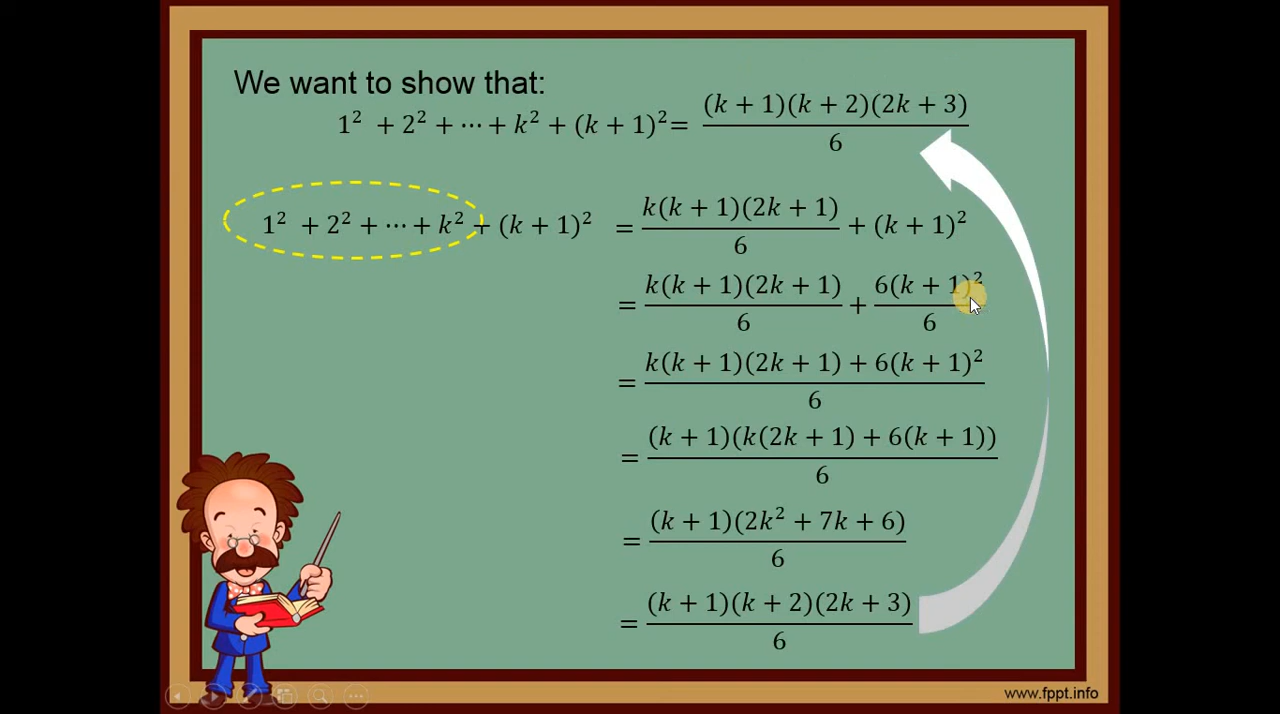 We want to show that:
1² + 2² + ⋯ + k² + (k + 1)² = (k + 1)(k + 2)(2k + 3) / 6
1² + 2² + ⋯ + k² + (k + 1)² = k(k + 1)(2k + 1) / 6 + (k + 1)²
= k(k + 1)(2k + 1) / 6 + 6(k + 1)² / 6
= k(k + 1)(2k + 1) + 6(k + 1)² / 6
= (k + 1)(k(2k + 1) + 6(k + 1)) / 6
= (k + 1)(2k² + 7k + 6) / 6
= (k + 1)(k + 2)(2k + 3) / 6
www.fppt.info